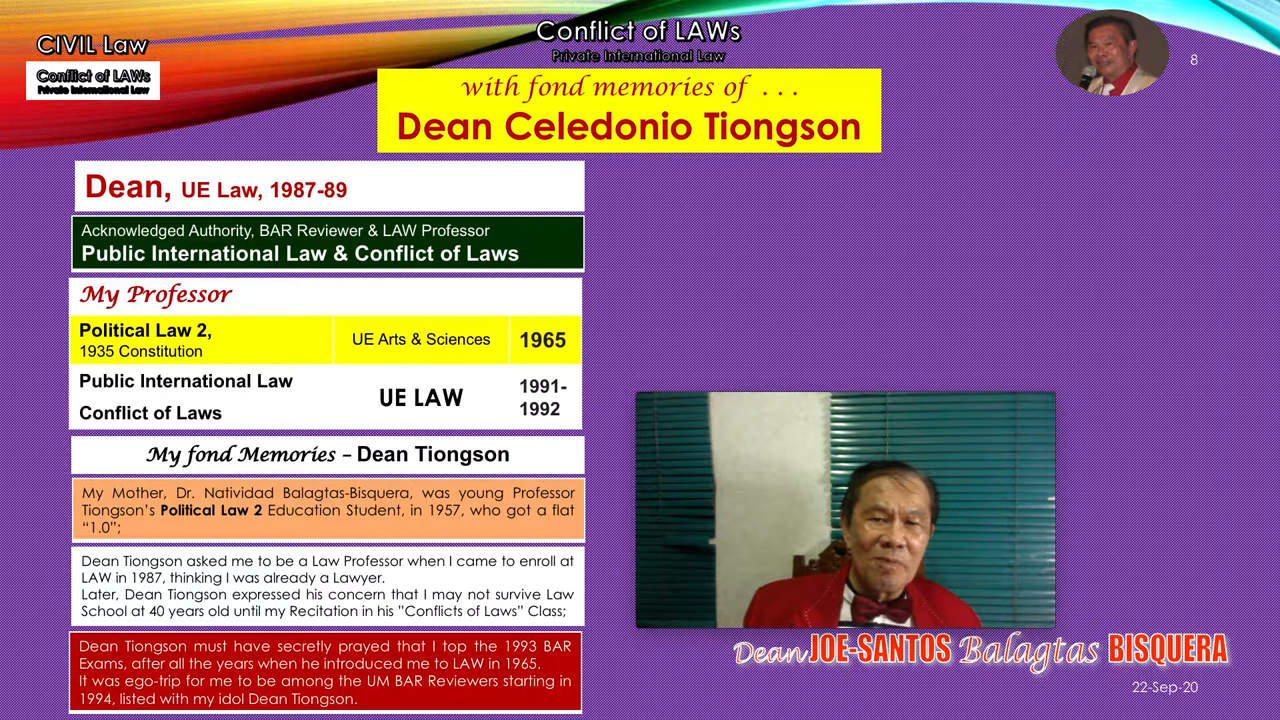 CIVIL Law
Conflict of LAWs
Private International Law
Conflict of LAWs
Private International Law
8
with fond memories of . . .
Dean Celedonio Tiongson
Dean, UE Law, 1987-89
Acknowledged Authority, BAR Reviewer & LAW Professor
Public International Law & Conflict of Laws
My Professor
Political Law 2,
1935 Constitution
UE Arts & Sciences
1965
Public International Law
Conflict of Laws
UE LAW
1991-
1992
My fond Memories – Dean Tiongson
My Mother, Dr. Natividad Balagtas-Bisquera, was young Professor
Tiongson's Political Law 2 Education Student, in 1957, who got a flat
“1.0”;
Dean Tiongson asked me to be a Law Professor when I came to enroll at
LAW in 1987, thinking I was already a Lawyer.
Later, Dean Tiongson expressed his concern that I may not survive Law
School at 40 years old until my Recitation in his ”Conflicts of Laws” Class;
Dean Tiongson must have secretly prayed that I top the 1993 BAR
Exams, after all the years when he introduced me to LAW in 1965.
It was ego-trip for me to be among the UM BAR Reviewers starting in
1994, listed with my idol Dean Tiongson.
Dean JOE-SANTOS Balagtas BISQUERA
22-Sep-20